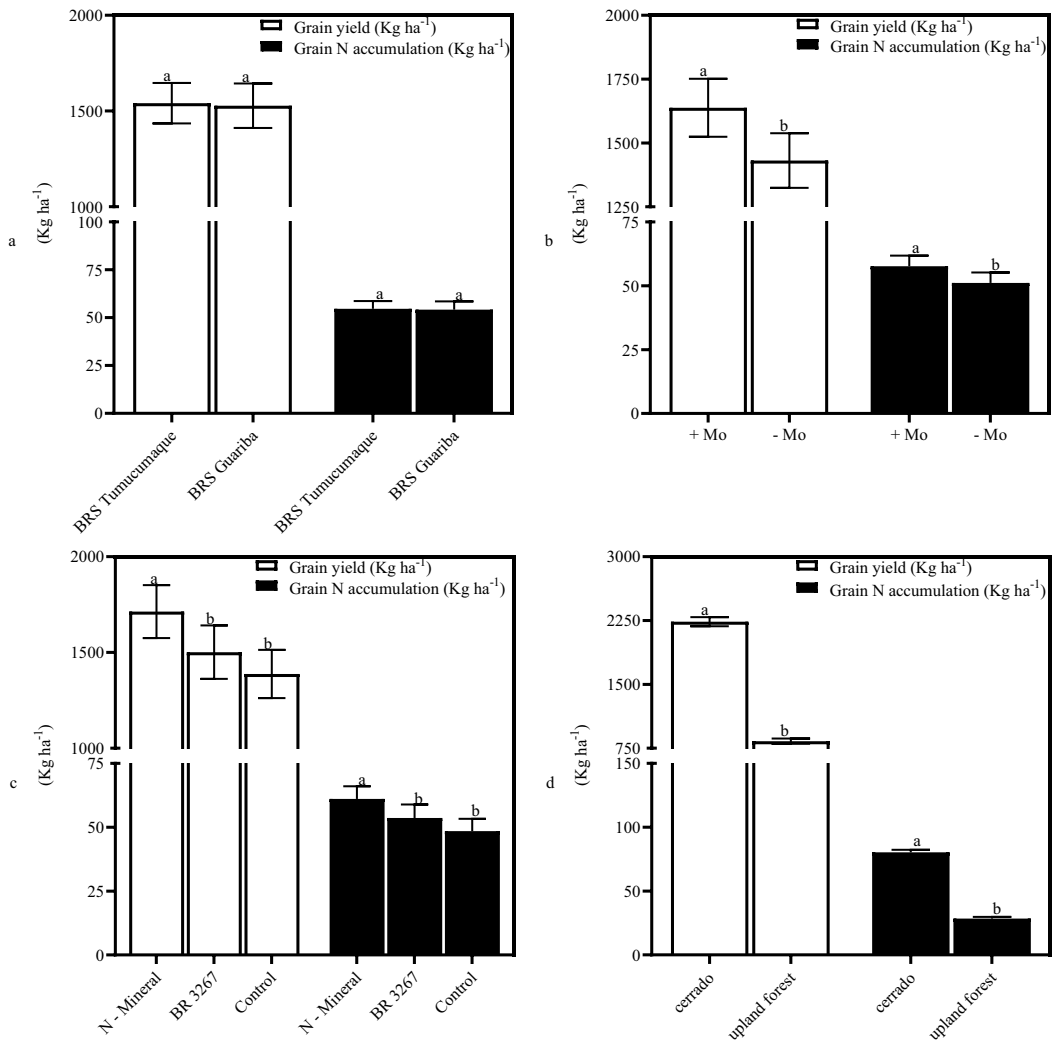 2000
Grain yield (Kg ha-1)
Grain N accumulation (Kg ha-1)
a
a
1500
1000
100
75
50
25
0
(Kg ha-1)
a
a
a
BRS Tumucumaque
BRS Guariba
BRS Tumucumaque
BRS Guariba
2000
Grain yield (Kg ha-1)
Grain N accumulation (Kg ha-1)
1750
1500
1250
75
50
25
0
(Kg ha-1)
b
a
b
a
b
+ Mo
- Mo
+ Mo
- Mo
2000
Grain yield (Kg ha-1)
Grain N accumulation (Kg ha-1)
1500
1000
75
50
25
0
(Kg ha-1)
c
a
b
b
a
b
b
N - Mineral
BR 3267
Control
N - Mineral
BR 3267
Control
3000
Grain yield (Kg ha-1)
Grain N accumulation (Kg ha-1)
2250
1500
750
150
100
50
0
(Kg ha-1)
d
a
b
a
b
cerrado
upland forest
cerrado
upland forest